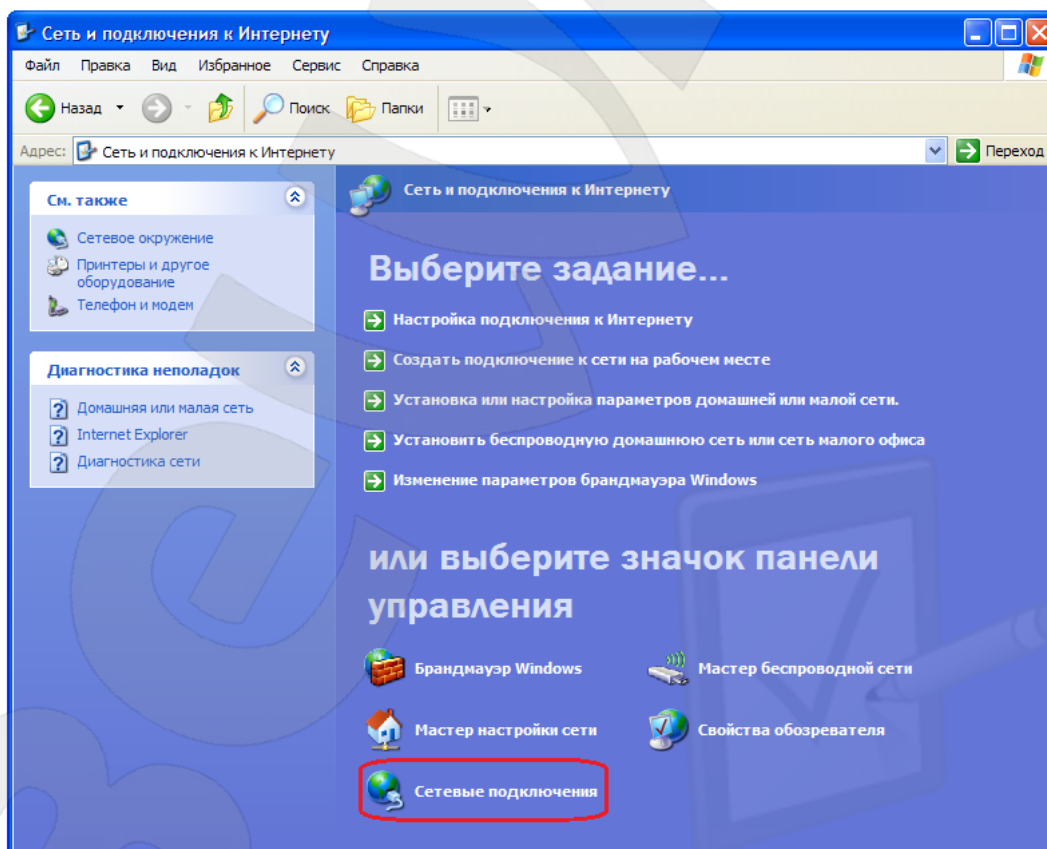 Сеть и подключения к Интернету
Файл Правка Вид Избранное Сервис Справка
Назад Поиск Папки
Адрес: Сеть и подключения к Интернету Переход
См. также
Сетевое окружение
Принтеры и другое
оборудование
Телефон и модем
Диагностика неполадок
Домашняя или малая сеть
Internet Explorer
Диагностика сети
Сеть и подключения к Интернету
Выберите задание...
Настройка подключения к Интернету
Создать подключение к сети на рабочем месте
Установка или настройка параметров домашней или малой сети.
Установить беспроводную домашнюю сеть или сеть малого офиса
Изменение параметров брандмауэра Windows
или выберите значок панели
управления
Брандмауэр Windows
Мастер беспроводной сети
Мастер настройки сети
Свойства обозревателя
Сетевые подключения